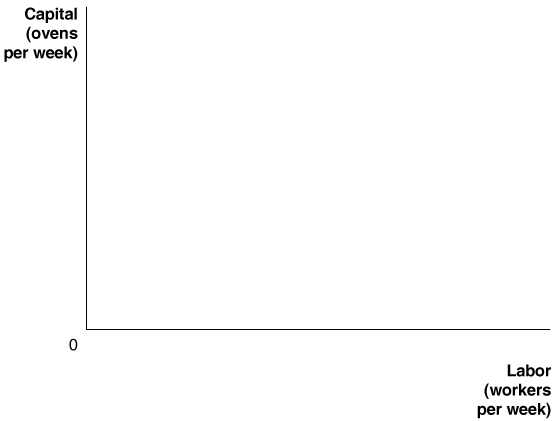 Capital
(ovens
per week)
0
Labor
(workers
per week)